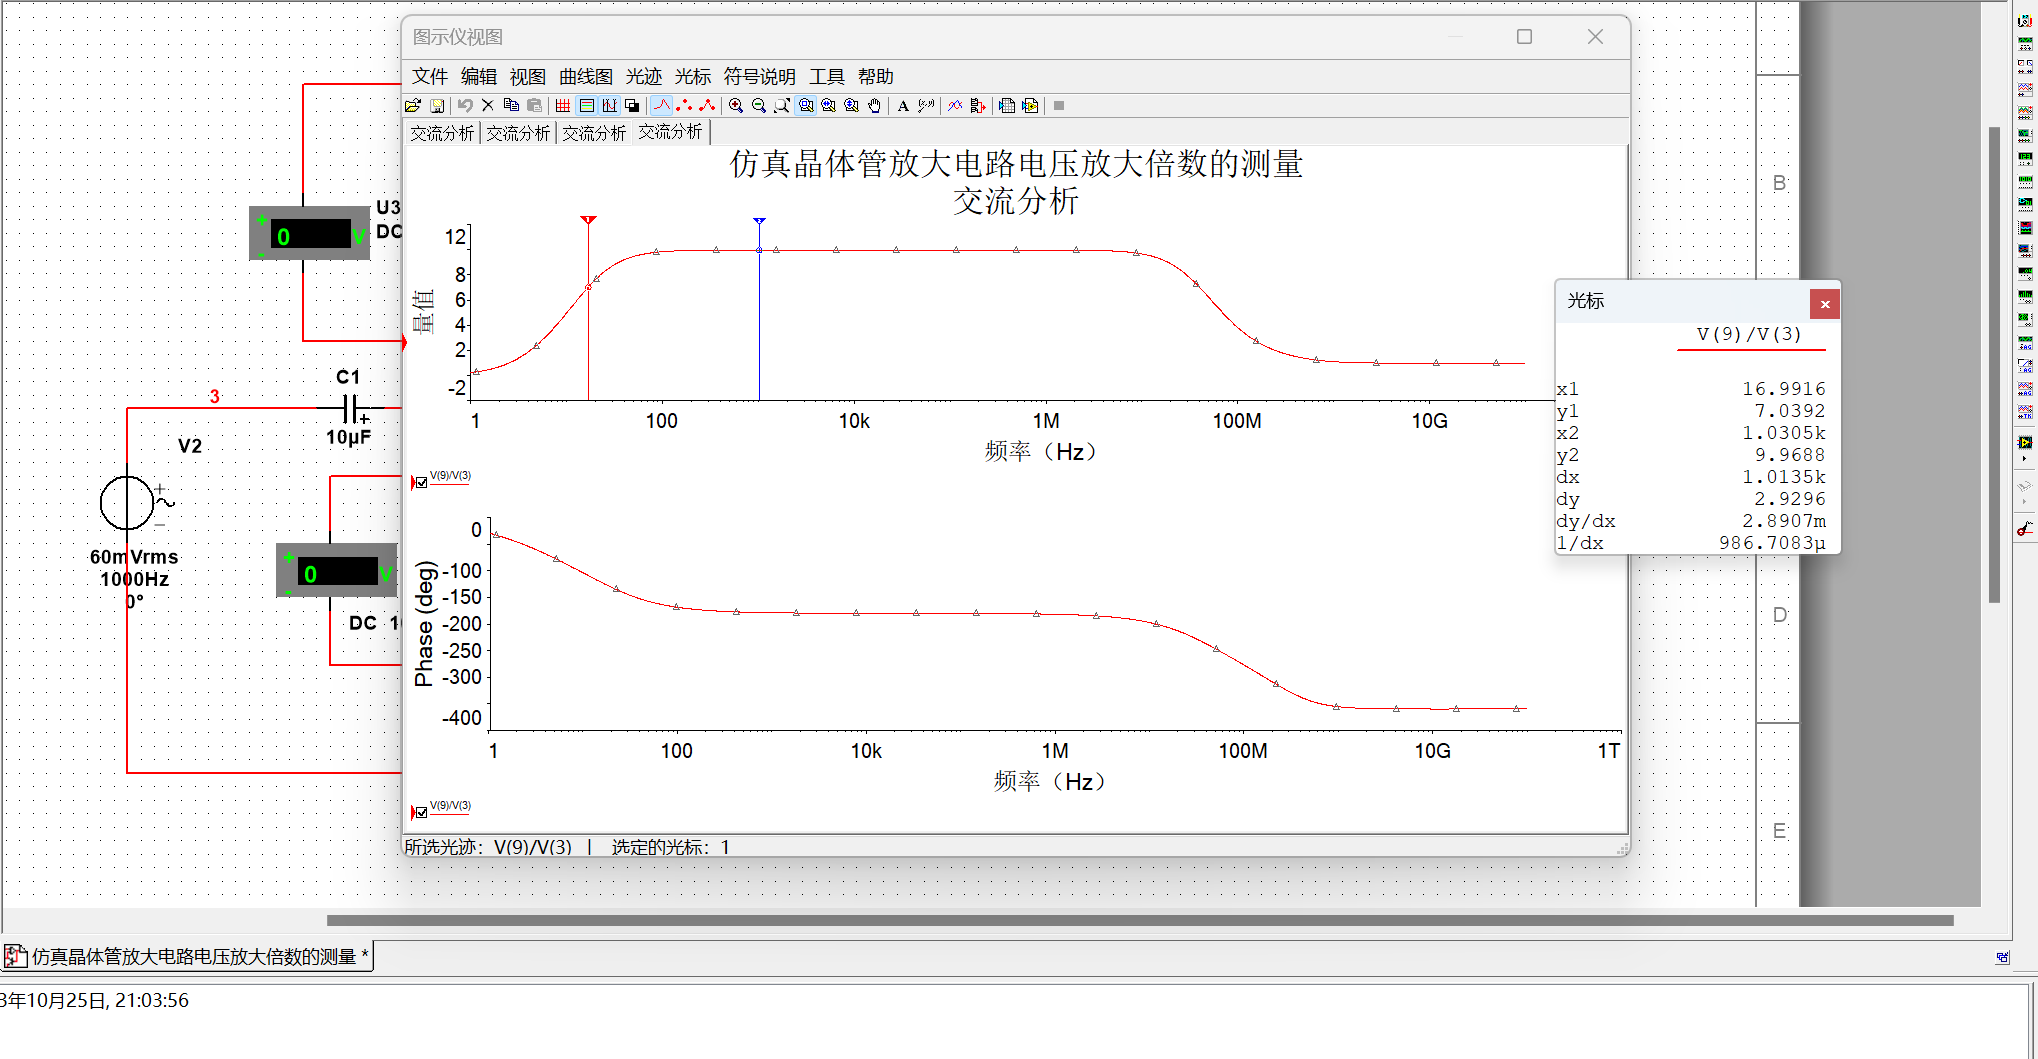 图示仪视图
文件 编辑 视图 曲线图 光迹 光标 符号说明 工具 帮助
交流分析 交流分析 交流分析 交流分析
仿真晶体管放大电路电压放大倍数的测量
交流分析
量值
12
8
6
4
2
-2
1 100 10k 1M 100M 10G
频率（Hz）
V(9)/V(3)
Phase (deg)
0
-100
-150
-200
-250
-300
-400
1 100 10k 1M 100M 10G 1T
频率（Hz）
V(9)/V(3)
所选光迹：V(9)/V(3) | 选定的光标：1
光标
V(9)/V(3)
x1 16.9916
y1 7.0392
x2 1.0305k
y2 9.9688
dx 1.0135k
dy 2.9296
dy/dx 2.8907m
1/dx 986.7083µ
U3
DC
+
0 V
-
C1
3
+
10µF
V2
+
60mVrms
1000Hz
0°
+
0 V
-
DC 1
B
D
E
仿真晶体管放大电路电压放大倍数的测量 *
3年10月25日, 21:03:56